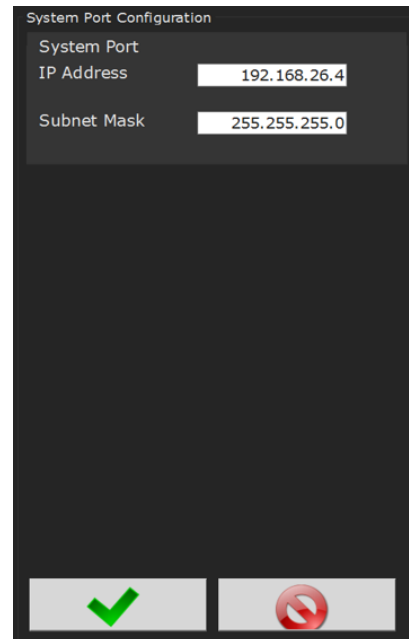 System Port Configuration
System Port
IP Address 192.168.26.4
Subnet Mask 255.255.255.0